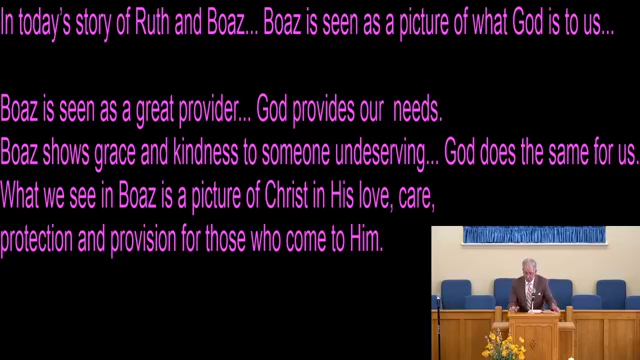 In today's story of Ruth and Boaz... Boaz is seen as a picture of what God is to us...
Boaz is seen as a great provider... God provides our needs.
Boaz shows grace and kindness to someone undeserving... God does the same for us.
What we see in Boaz is a picture of Christ in His love, care,
protection and provision for those who come to Him.